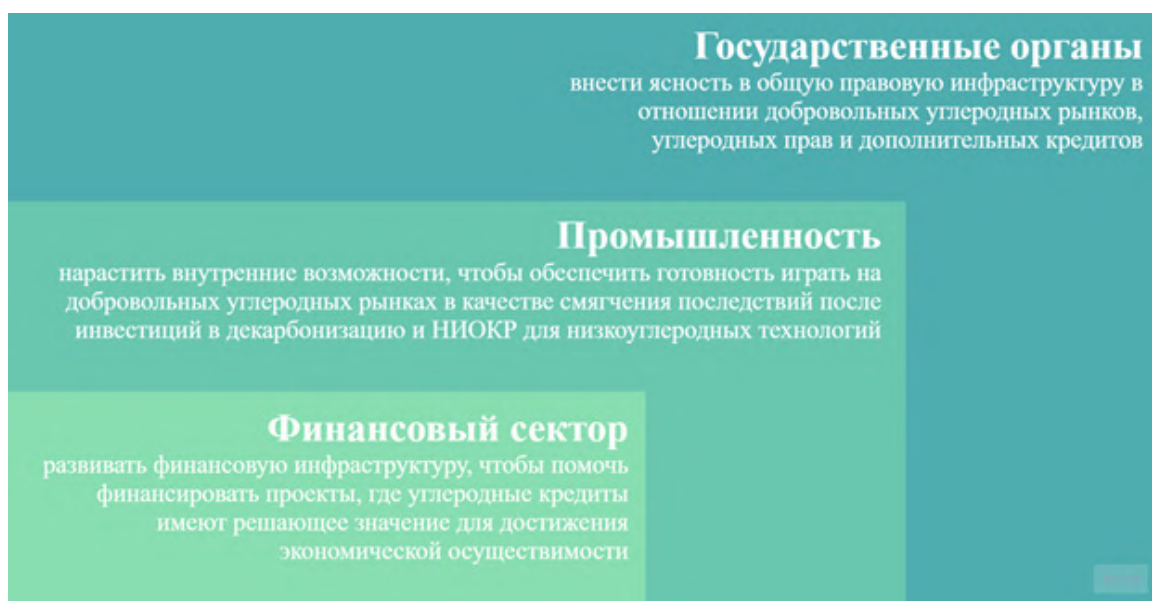 Государственные органы
внести ясность в общую правовую инфраструктуру в
отношении добровольных углеродных рынков,
углеродных прав и дополнительных кредитов
Промышленность
нарастить внутренние возможности, чтобы обеспечить готовность играть на
добровольных углеродных рынках в качестве смягчения последствий после
инвестиций в декарбонизацию и НИОКР для низкоуглеродных технологий
Финансовый сектор
развивать финансовую инфраструктуру, чтобы помочь
финансировать проекты, где углеродные кредиты
имеют решающее значение для достижения
экономической осуществимости